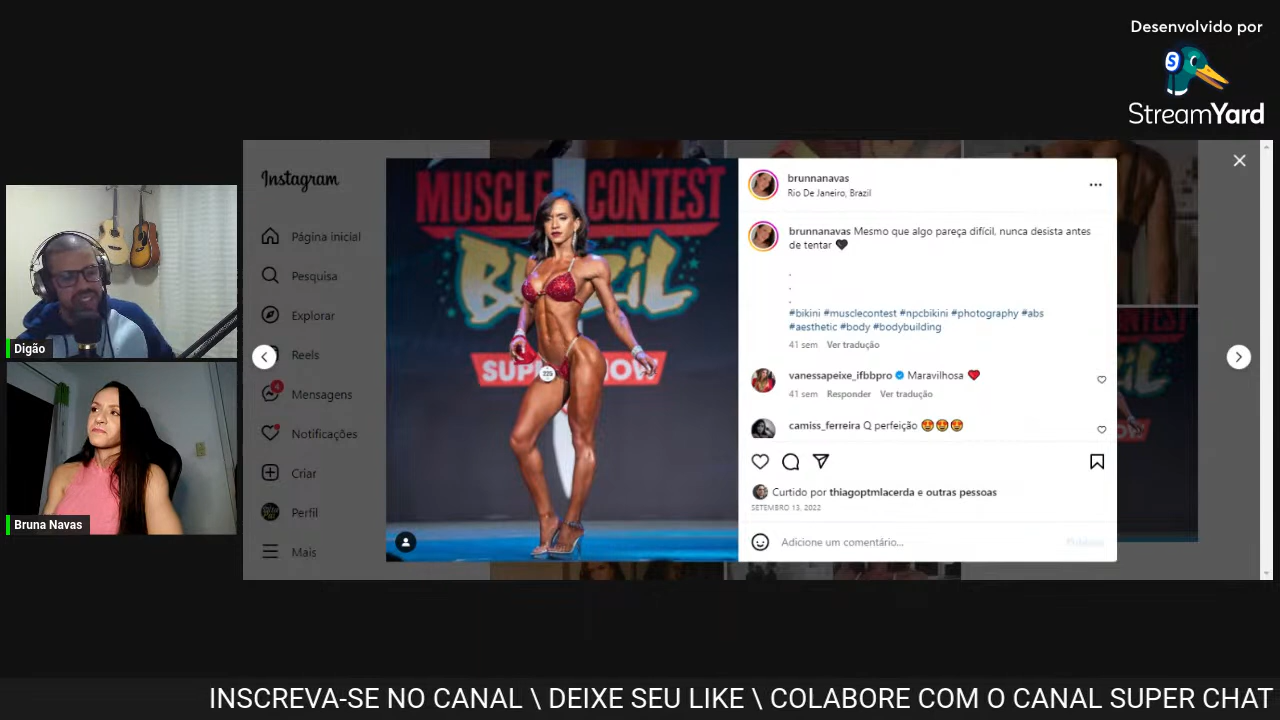 Desenvolvido por
StreamYard
Instagram
Página inicial
Pesquisa
Explorar
Reels
4
Mensagens
Notificações
Criar
Perfil
Mais
MUSCLE CONTEST
BRAZIL
SUPER SHOW
225
brunnanavas
Rio De Janeiro, Brazil
brunnanavas Mesmo que algo pareça difícil, nunca desista antes
de tentar 🖤
.
.
.
#bikini #musclecontest #npcbikini #photography #abs
#aesthetic #body #bodybuilding
41 sem Ver tradução
vanessapeixe_ifbbpro Maravilhosa ❤️
41 sem Responder Ver tradução
camiss_ferreira Q perfeição 🤩🤩🤩
Curtido por thiagoptmlacerda e outras pessoas
SETEMBRO 13, 2022
Adicione um comentário...
Publicar
Digão
Bruna Navas
INSCREVA-SE NO CANAL \ DEIXE SEU LIKE \ COLABORE COM O CANAL SUPER CHAT